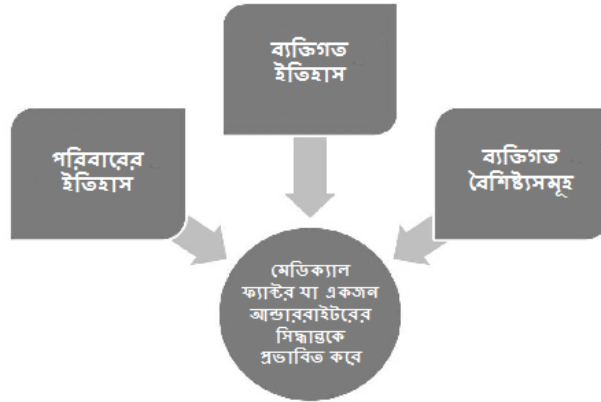 ব্যক্তিগত
ইতিহাস
পরিবারের
ইতিহাস
ব্যক্তিগত
বৈশিষ্ট্যসমূহ
মেডিক্যাল
ফ্যাক্টর যা একজন
আন্ডাররাইটরের
সিদ্ধান্তকে
প্রভাবিত করে